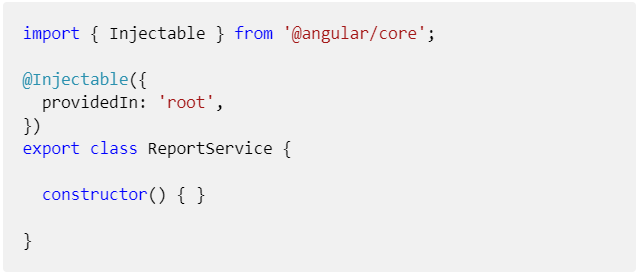 import { Injectable } from '@angular/core';
@Injectable({
  providedIn: 'root',
})
export class ReportService {
  constructor() { }
}